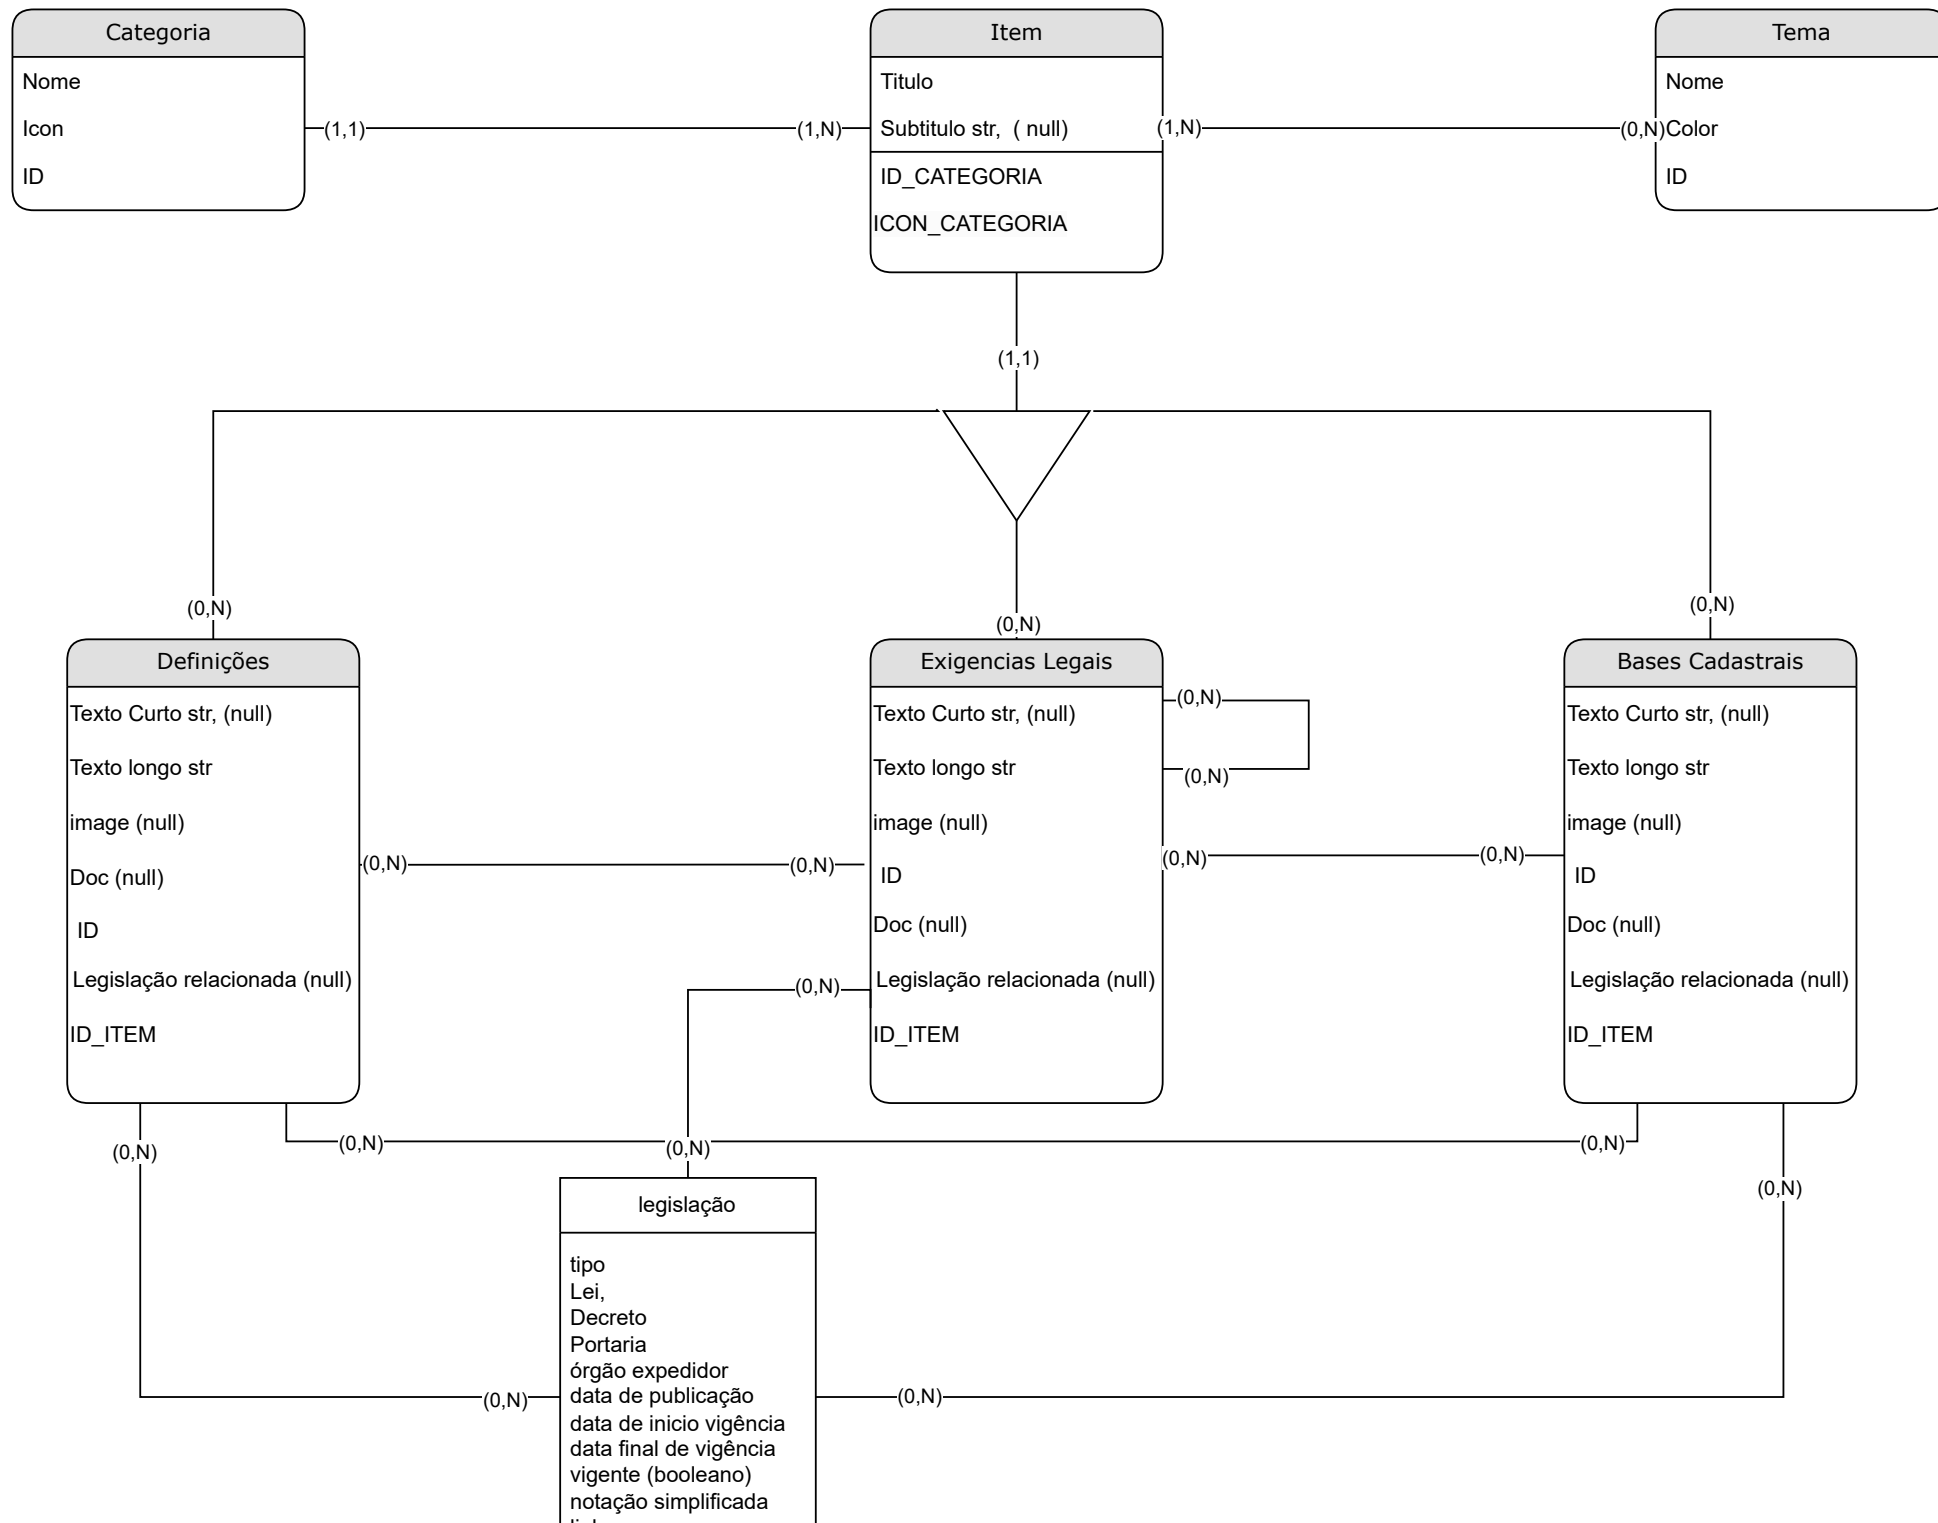 Categoria
Nome
Icon
ID
(1,1)
(1,N)
Item
Titulo
Subtitulo str,  ( null)
ID_CATEGORIA
ICON_CATEGORIA
(1,N)
(0,N)
Tema
Nome
Color
ID
(1,1)
(0,N)
(0,N)
(0,N)
Definições
Texto Curto str, (null)
Texto longo str
image (null)
Doc (null)
ID
Legislação relacionada (null)
ID_ITEM
(0,N)
(0,N)
Exigencias Legais
Texto Curto str, (null)
Texto longo str
image (null)
ID
Doc (null)
Legislação relacionada (null)
ID_ITEM
(0,N)
(0,N)
(0,N)
(0,N)
Bases Cadastrais
Texto Curto str, (null)
Texto longo str
image (null)
ID
Doc (null)
Legislação relacionada (null)
ID_ITEM
(0,N)
(0,N)
(0,N)
(0,N)
(0,N)
(0,N)
legislação
tipo
Lei,
Decreto
Portaria
órgão expedidor
data de publicação
data de inicio vigência
data final de vigência
vigente (booleano)
notação simplificada
(0,N)
(0,N)